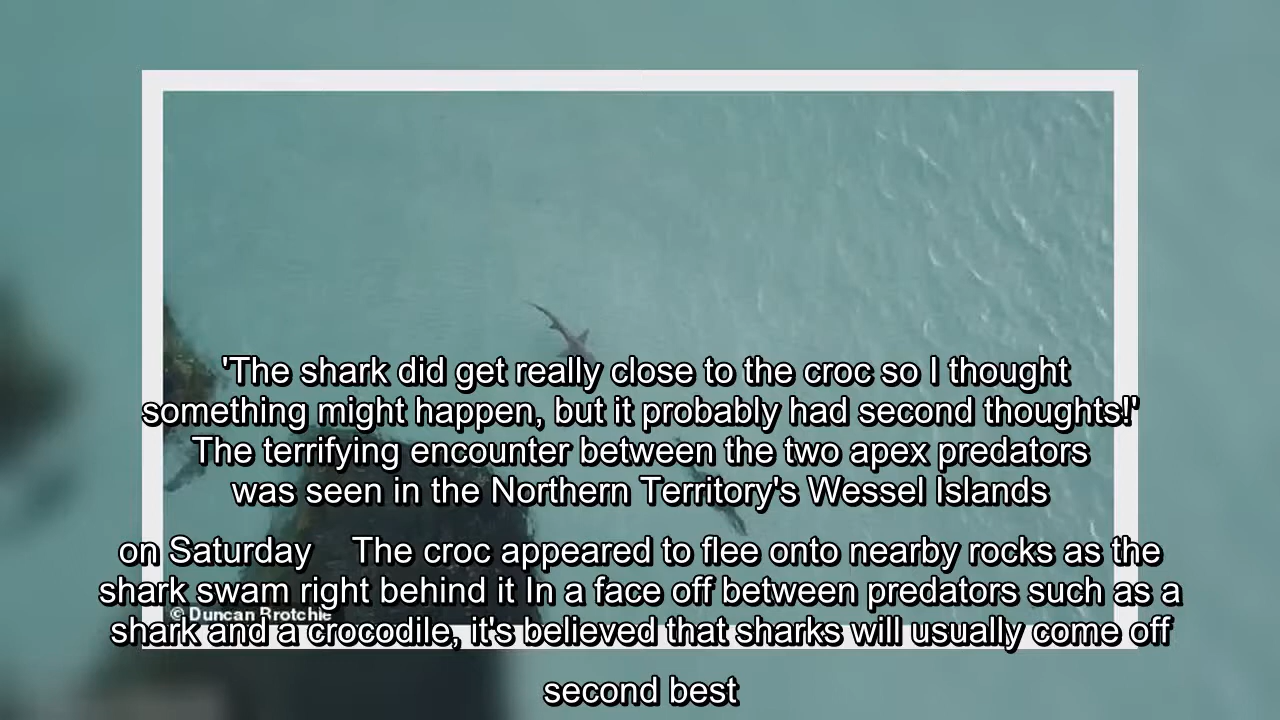 'The shark did get really close to the croc so I thought
something might happen, but it probably had second thoughts!'
The terrifying encounter between the two apex predators
was seen in the Northern Territory's Wessel Islands
on Saturday The croc appeared to flee onto nearby rocks as the
shark swam right behind it In a face off between predators such as a
© Duncan Brotchie
shark and a crocodile, it's believed that sharks will usually come off
second best